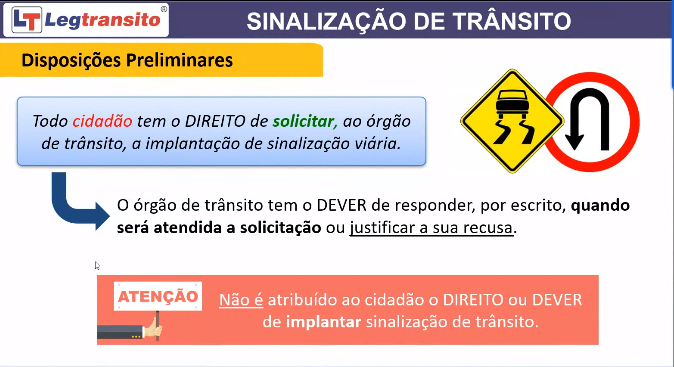 LT Legtransito®
SINALIZAÇÃO DE TRÂNSITO
Disposições Preliminares
Todo cidadão tem o DIREITO de solicitar, ao órgão
de trânsito, a implantação de sinalização viária.
O órgão de trânsito tem o DEVER de responder, por escrito, quando
será atendida a solicitação ou justificar a sua recusa.
ATENÇÃO
Não é atribuído ao cidadão o DIREITO ou DEVER
de implantar sinalização de trânsito.